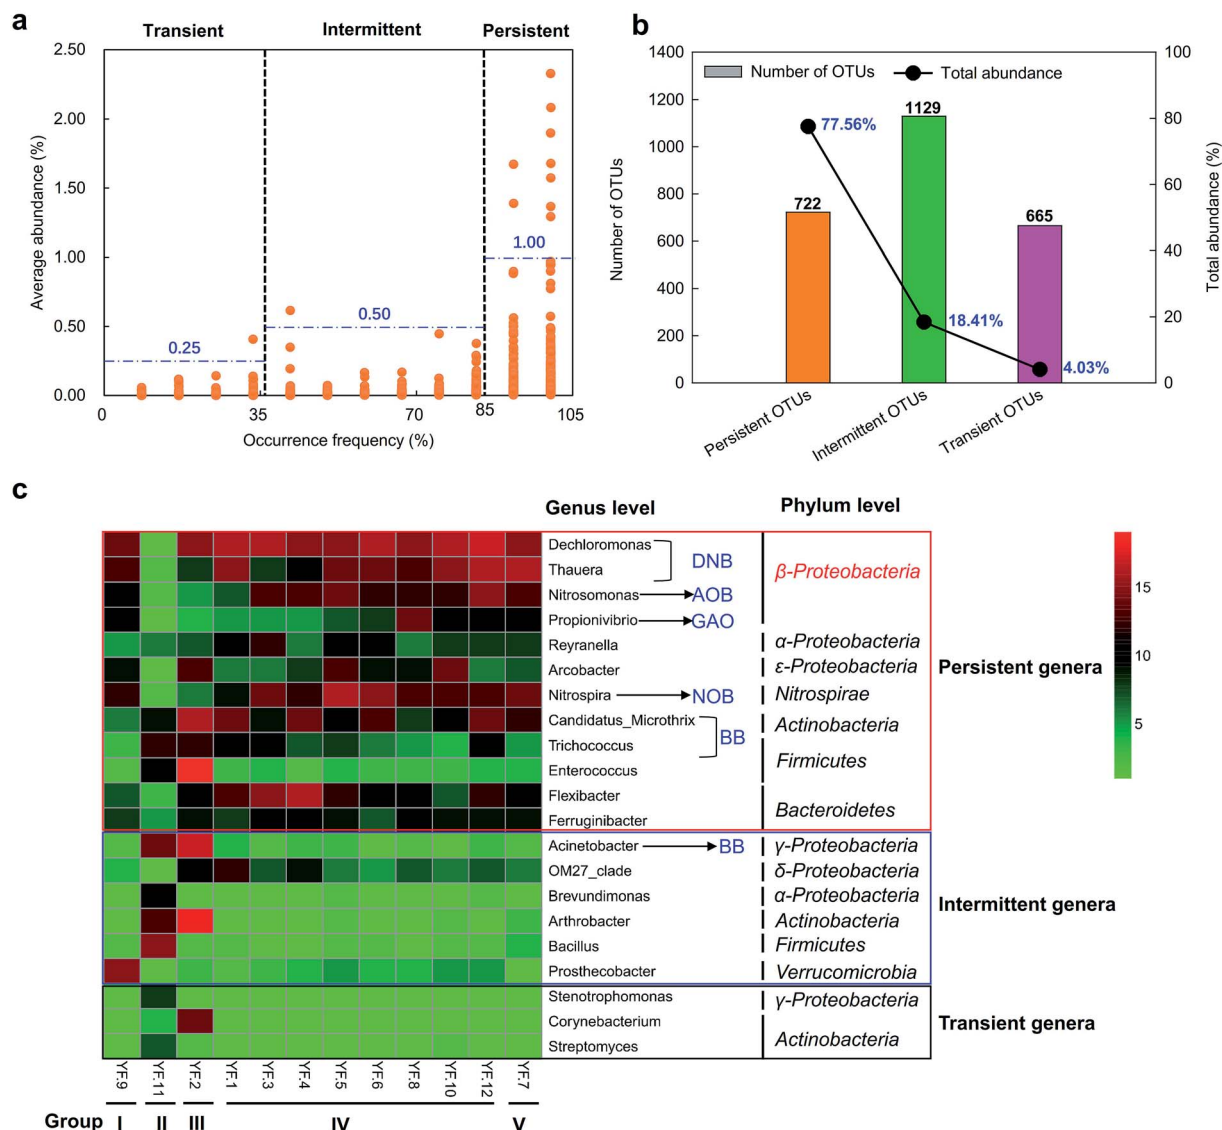 a
Transient Intermittent Persistent
2.50
2.00
1.50
1.00
0.50
0.00
Average abundance (%)
0.25
0.50
1.00
0 35 70 85 105
Occurrence frequency (%)
b
1400
1200
1000
800
600
400
200
0
Number of OTUs
Number of OTUs Total abundance
722
1129
665
77.56%
18.41%
4.03%
100
80
60
40
20
0
Total abundance (%)
Persistent OTUs
Intermittent OTUs
Transient OTUs
c
Genus level Phylum level
Dechloromonas
Thauera
DNB
Nitrosomonas AOB
Propionivibrio GAO
β-Proteobacteria
Reyranella α-Proteobacteria
Arcobacter ε-Proteobacteria
Nitrospira NOB Nitrospirae
Candidatus_Microthrix Actinobacteria
Trichococcus
BB
Enterococcus
Firmicutes
Flexibacter
Ferruginibacter
Bacteroidetes
Persistent genera
Acinetobacter BB γ-Proteobacteria
OM27_clade δ-Proteobacteria
Brevundimonas α-Proteobacteria
Arthrobacter Actinobacteria
Bacillus Firmicutes
Prosthecobacter Verrucomicrobia
Intermittent genera
Stenotrophomonas γ-Proteobacteria
Corynebacterium
Streptomyces
Actinobacteria
Transient genera
15
10
5
YF.9 YF.11 YF.2 YF.1 YF.3 YF.4 YF.5 YF.6 YF.8 YF.10 YF.12 YF.7
Group I II III IV V